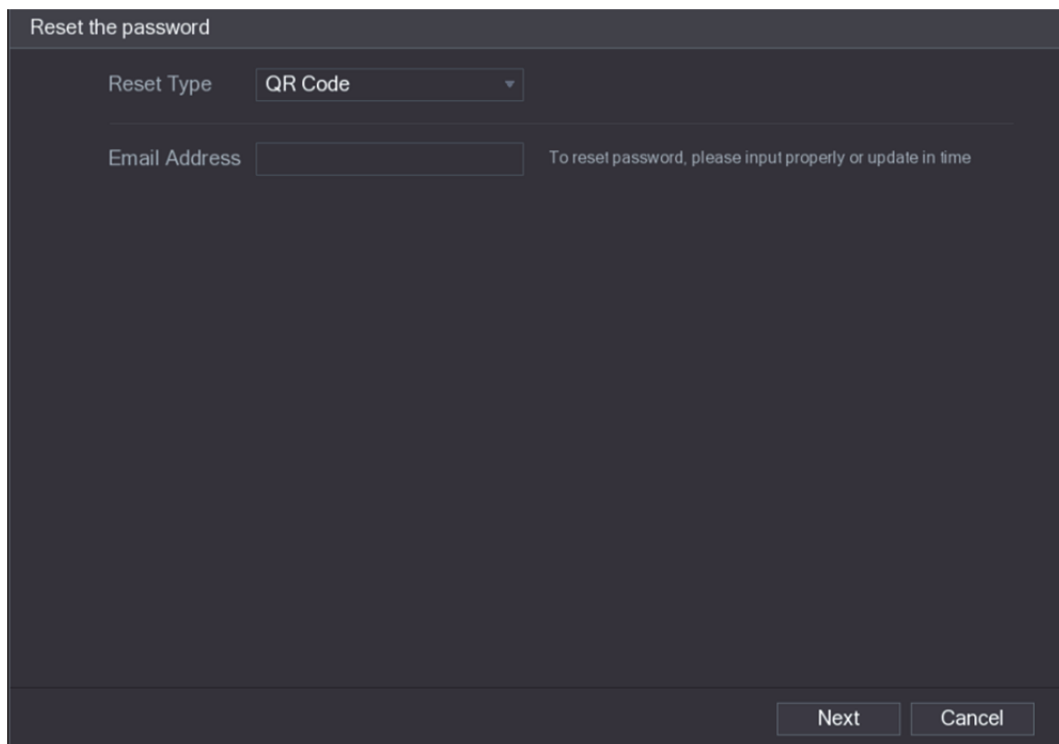 Reset the password
Reset Type QR Code
Email Address To reset password, please input properly or update in time
Next Cancel